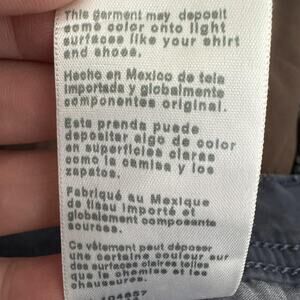 This garment may deposit
some color onto light
surfaces like your shirt
and shoes.
Hecho en Mexico de tela
importada y globalmente
componentes original.
Esta prenda puede
depositar algo de color
en superficies claras
como la camisa y los
zapatos.
Fabriqué au Mexique
de tissu importé et
globalement composante
sources.
Ce vêtement peut déposer
une certaine couleur sur
des surfaces claires telles
que la chemise et les
chaussures.